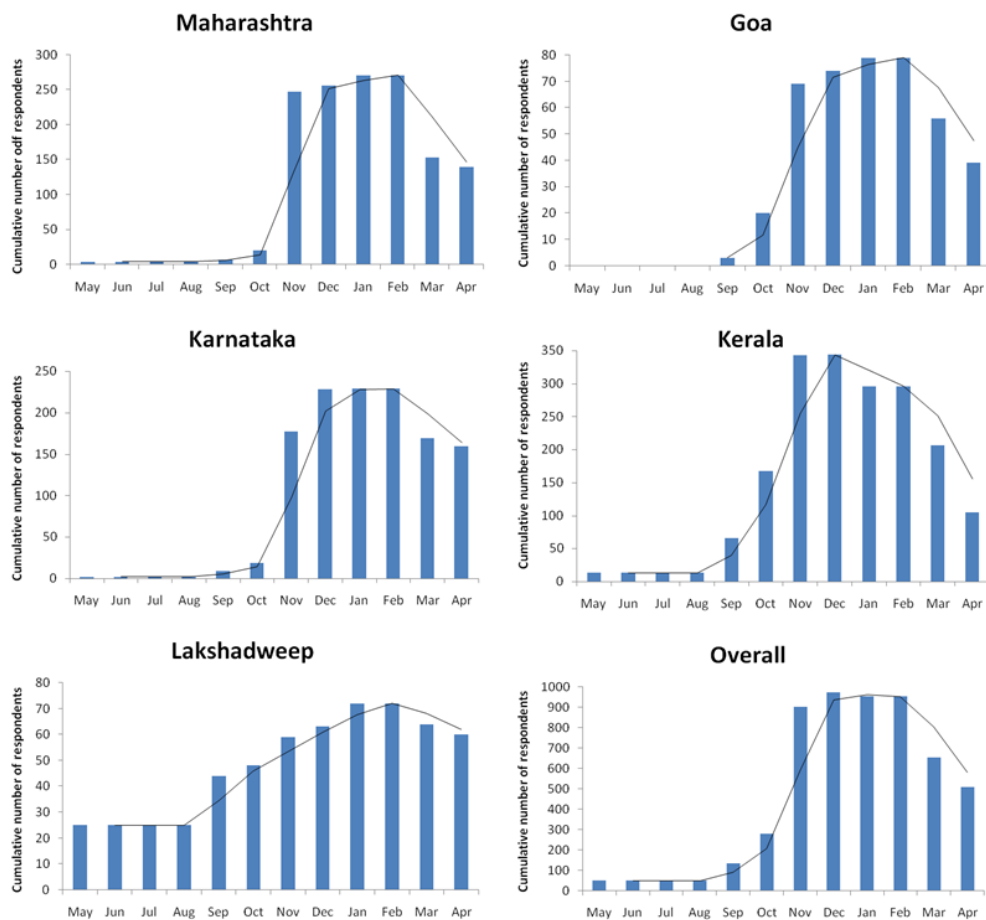 Maharashtra
Cumulative number odf respondents
300
250
200
150
100
50
0
May Jun Jul Aug Sep Oct Nov Dec Jan Feb Mar Apr
Goa
Cumulative number of respondents
80
70
60
50
40
30
20
10
0
May Jun Jul Aug Sep Oct Nov Dec Jan Feb Mar Apr
Karnataka
Cumulative number of respondents
250
200
150
100
50
0
May Jun Jul Aug Sep Oct Nov Dec Jan Feb Mar Apr
Kerala
Cumulative number of respondents
350
300
250
200
150
100
50
0
May Jun Jul Aug Sep Oct Nov Dec Jan Feb Mar Apr
Lakshadweep
Cumulative number of respondents
80
70
60
50
40
30
20
10
0
May Jun Jul Aug Sep Oct Nov Dec Jan Feb Mar Apr
Overall
Cumulative number of respondents
1000
900
800
700
600
500
400
300
200
100
0
May Jun Jul Aug Sep Oct Nov Dec Jan Feb Mar Apr